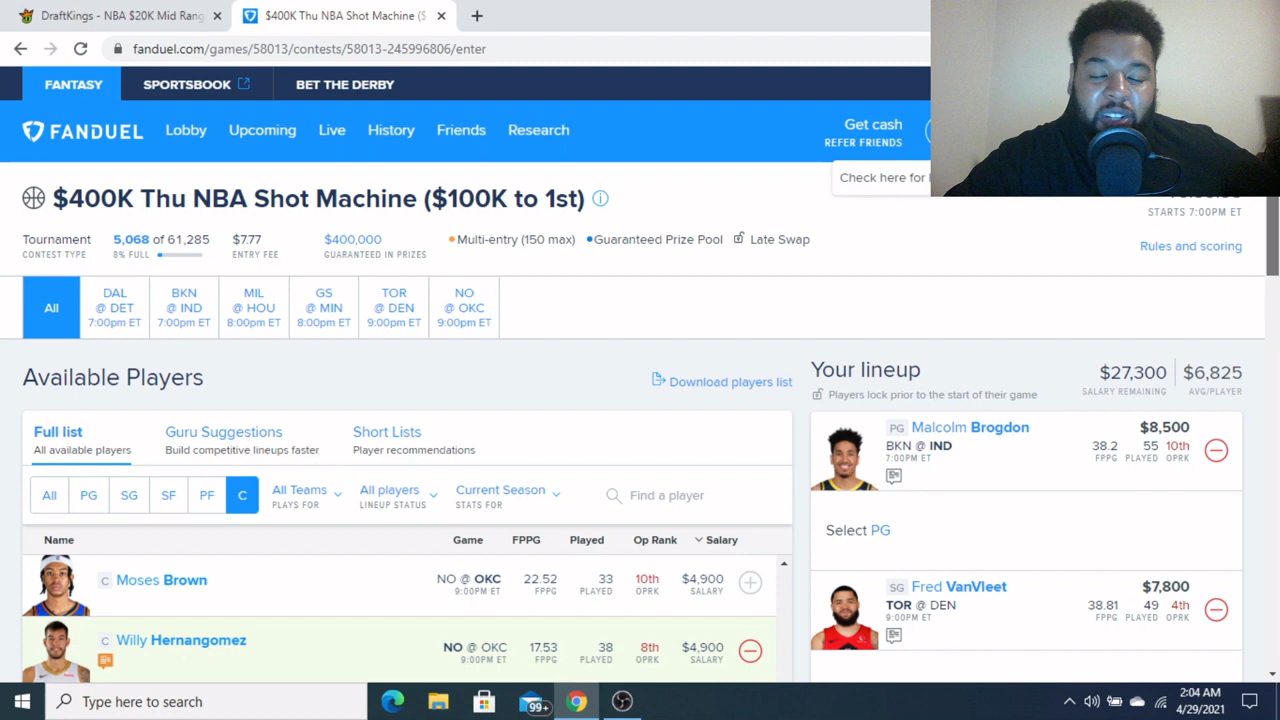 DraftKings - NBA $20K Mid Rang
$400K Thu NBA Shot Machine ($
fanduel.com/games/58013/contests/58013-245996806/enter
FANTASY SPORTSBOOK BET THE DERBY
FANDUEL Lobby Upcoming Live History Friends Research
Get cash
REFER FRIENDS
Check here for
$400K Thu NBA Shot Machine ($100K to 1st)
STARTS 7:00PM ET
Tournament 5,068 of 61,285 $7.77 $400,000 Multi-entry (150 max) Guaranteed Prize Pool Late Swap
CONTEST TYPE 8% FULL ENTRY FEE GUARANTEED IN PRIZES
Rules and scoring
All
DAL @ DET 7:00pm ET
BKN @ IND 7:00pm ET
MIL @ HOU 8:00pm ET
GS @ MIN 8:00pm ET
TOR @ DEN 9:00pm ET
NO @ OKC 9:00pm ET
Available Players
Download players list
Full list Guru Suggestions Short Lists
All available players Build competitive lineups faster Player recommendations
All PG SG SF PF C
All Teams All players Current Season Find a player
PLAYS FOR LINEUP STATUS STATS FOR
Name Game FPPG Played Op Rank Salary
C Moses Brown NO @ OKC 22.52 33 10th $4,900
9:00PM ET FPPG PLAYED OPRK SALARY
C Willy Hernangomez NO @ OKC 17.53 38 8th $4,900
9:00PM ET FPPG PLAYED OPRK SALARY
Your lineup
$27,300 $6,825
SALARY REMAINING AVG/PLAYER
Players lock prior to the start of their game
PG Malcolm Brogdon $8,500
BKN @ IND 38.2 55 10th
7:00PM ET FPPG PLAYED OPRK
Select PG
SG Fred VanVleet $7,800
TOR @ DEN 38.81 49 4th
9:00PM ET FPPG PLAYED OPRK
Type here to search
99+
2:04 AM
4/29/2021